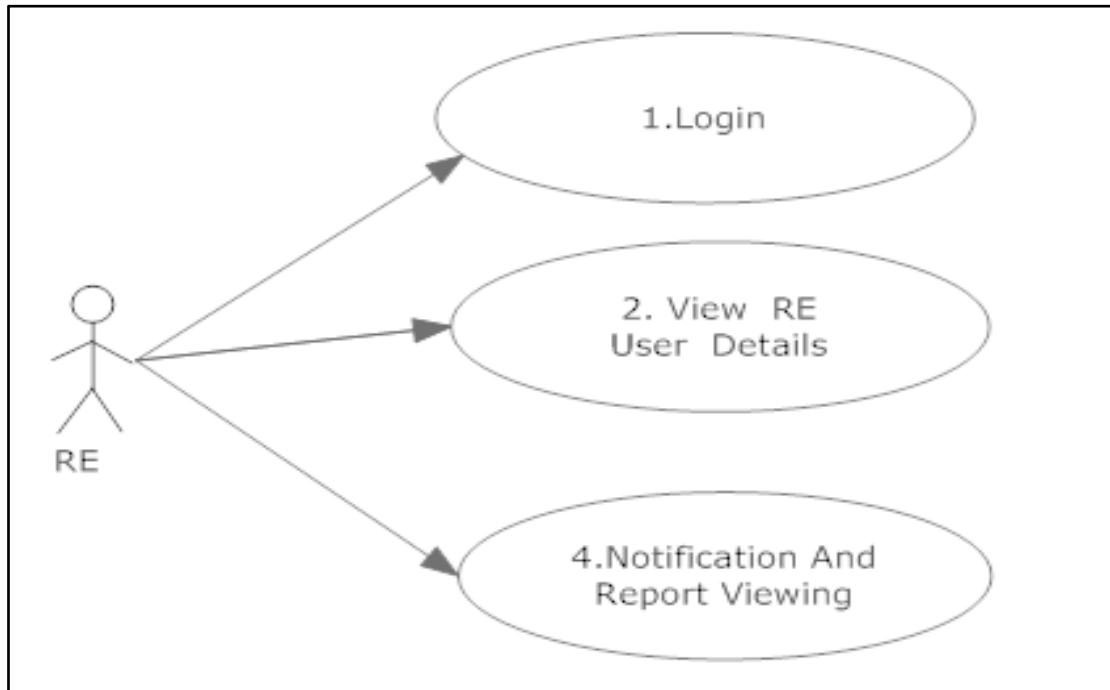 1.Login
2. View RE
User Details
RE
4.Notification And
Report Viewing